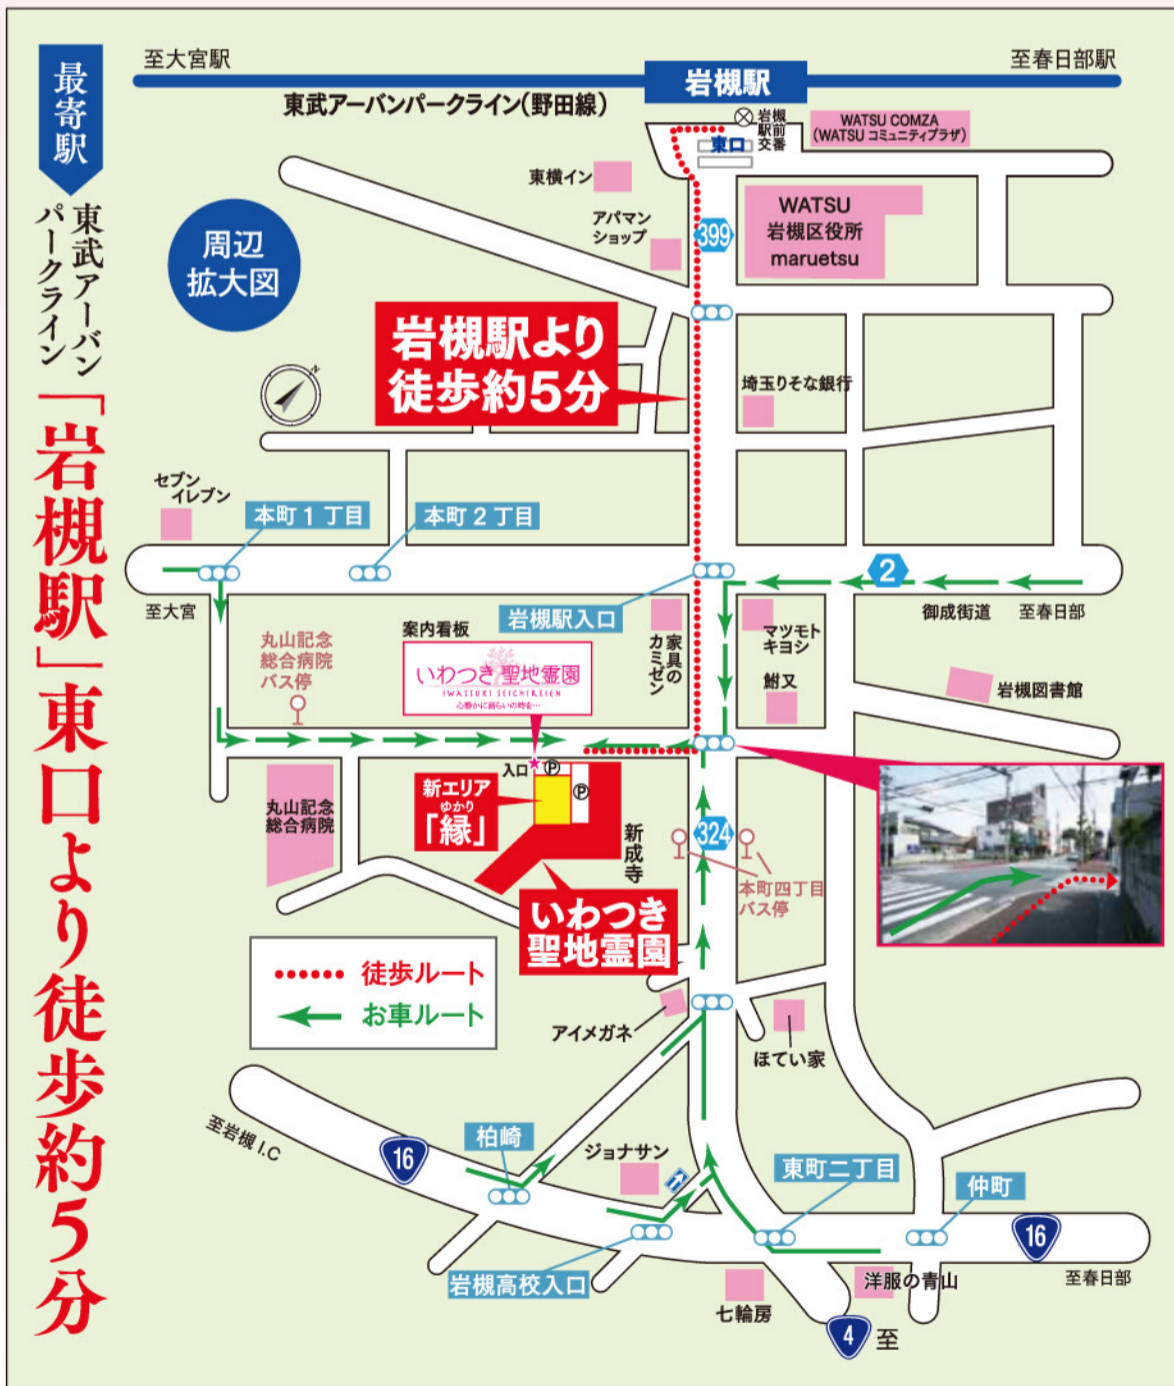 最寄駅
東武アーバン
パークライン
「岩槻駅」東口より徒歩約5分
至大宮駅
岩槻駅
至春日部駅
東武アーバンパークライン(野田線)
東口
岩槻
駅前
交番
WATSU COMZA
(WATSU コミュニティプラザ)
東横イン
アパマン
ショップ
399
WATSU
岩槻区役所
maruetsu
周辺
拡大図
N
岩槻駅より
徒歩約5分
埼玉りそな銀行
セブン
イレブン
本町1丁目
本町2丁目
2
至大宮
岩槻駅入口
御成街道
至春日部
家具の
カミゼン
マツモト
キヨシ
丸山記念
総合病院
バス停
案内看板
いわつき 聖地霊園
IWATSUKI SEICHIREIEN
心静かに語らいの時を…
鮒又
岩槻図書館
入口
P
P
新エリア
ゆかり
「縁」
丸山記念
総合病院
新成寺
324
本町四丁目
バス停
いわつき
聖地霊園
徒歩ルート
お車ルート
アイメガネ
ほてい家
至岩槻 I.C
16
柏崎
ジョナサン
東町二丁目
仲町
16
岩槻高校入口
七輪房
洋服の青山
至春日部
4
至